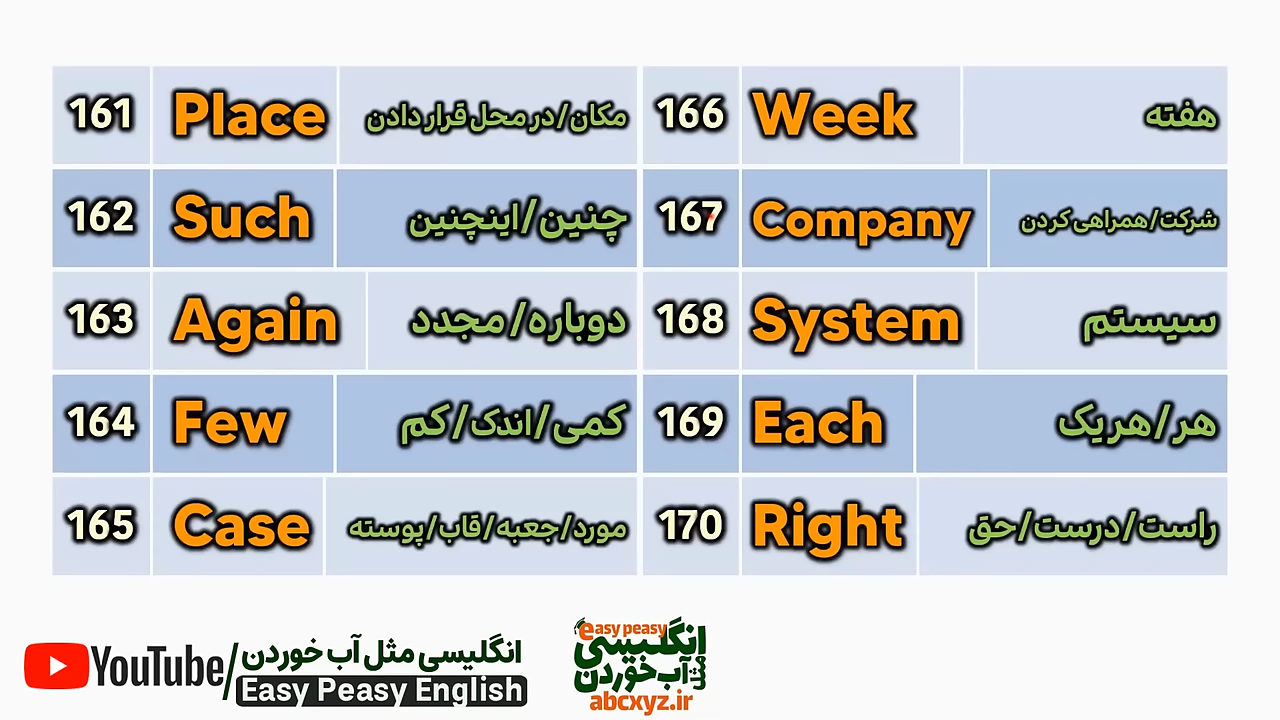 161 Place مکان/در محل قرار دادن
162 Such چنین/اینچنین
163 Again دوباره/مجدد
164 Few کمی/اندک/کم
165 Case مورد/جعبه/قاب/پوسته
166 Week هفته
167 Company شرکت/همراهی کردن
168 System سیستم
169 Each هر/هریک
170 Right راست/درست/حق
YouTube/انگلیسی مثل آب خوردن
Easy Peasy English
easy peasy
انگلیسی
مثل آب خوردن
abcxyz.ir